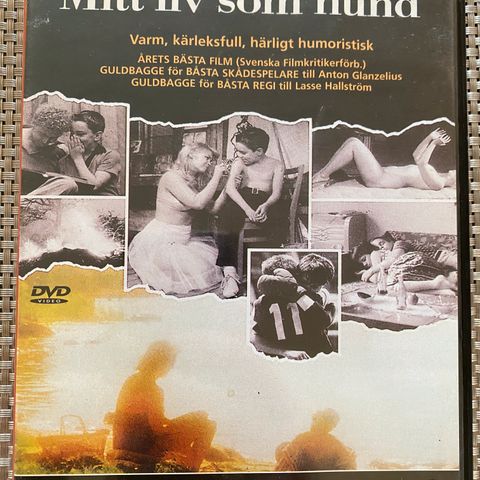 Mitt liv som hund
Varm, kärleksfull, härligt humoristisk
ÅRETS BÄSTA FILM (Svenska Filmkritikerförb.)
GULDBAGGE för BÄSTA SKÅDESPELARE till Anton Glanzelius
GULDBAGGE för BÄSTA REGI till Lasse Hallström
11
DVD
VIDEO